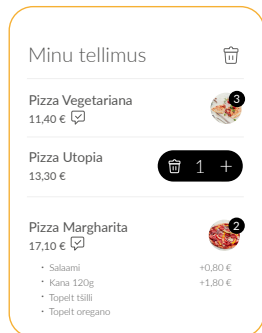 Minu tellimus
Pizza Vegetariana
3
11,40 €
Pizza Utopia
1 +
13,30 €
Pizza Margharita
2
17,10 €
· Salaami +0,80 €
· Kana 120g +1,80 €
· Topelt tšilli
· Topelt oregano